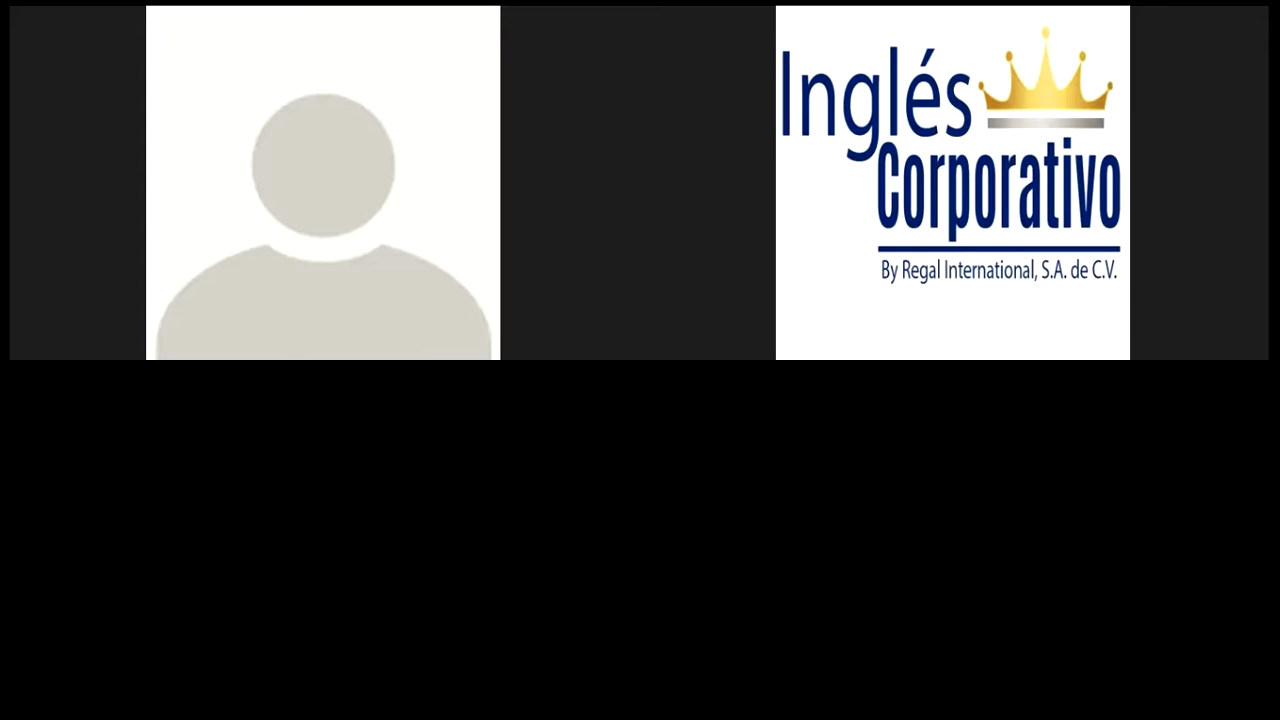 Inglés
Corporativo
By Regal International, S.A. de C.V.